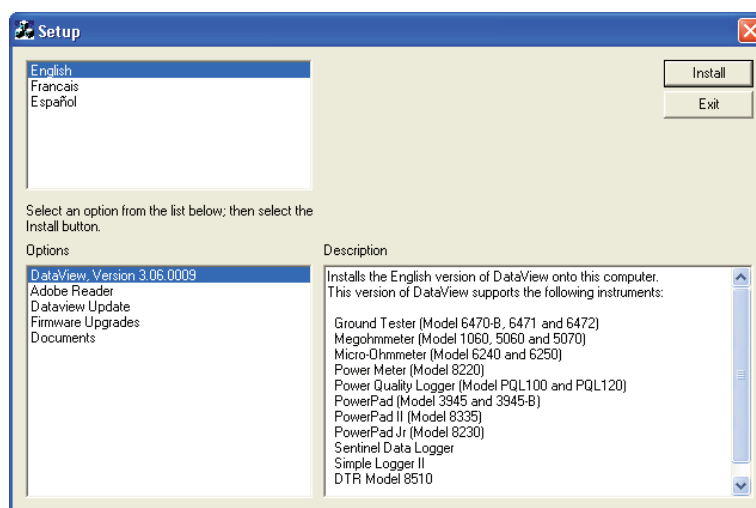 Setup
English
Francais
Español
Install
Exit
Select an option from the list below; then select the
Install button.
Options
DataView, Version 3.06.0009
Adobe Reader
Dataview Update
Firmware Upgrades
Documents
Description
Installs the English version of DataView onto this computer.
This version of DataView supports the following instruments:
Ground Tester (Model 6470-B, 6471 and 6472)
Megohmmeter (Model 1060, 5060 and 5070)
Micro-Ohmmeter (Model 6240 and 6250)
Power Meter (Model 8220)
Power Quality Logger (Model PQL100 and PQL120)
PowerPad (Model 3945 and 3945-B)
PowerPad II (Model 8335)
PowerPad Jr (Model 8230)
Sentinel Data Logger
Simple Logger II
DTR Model 8510